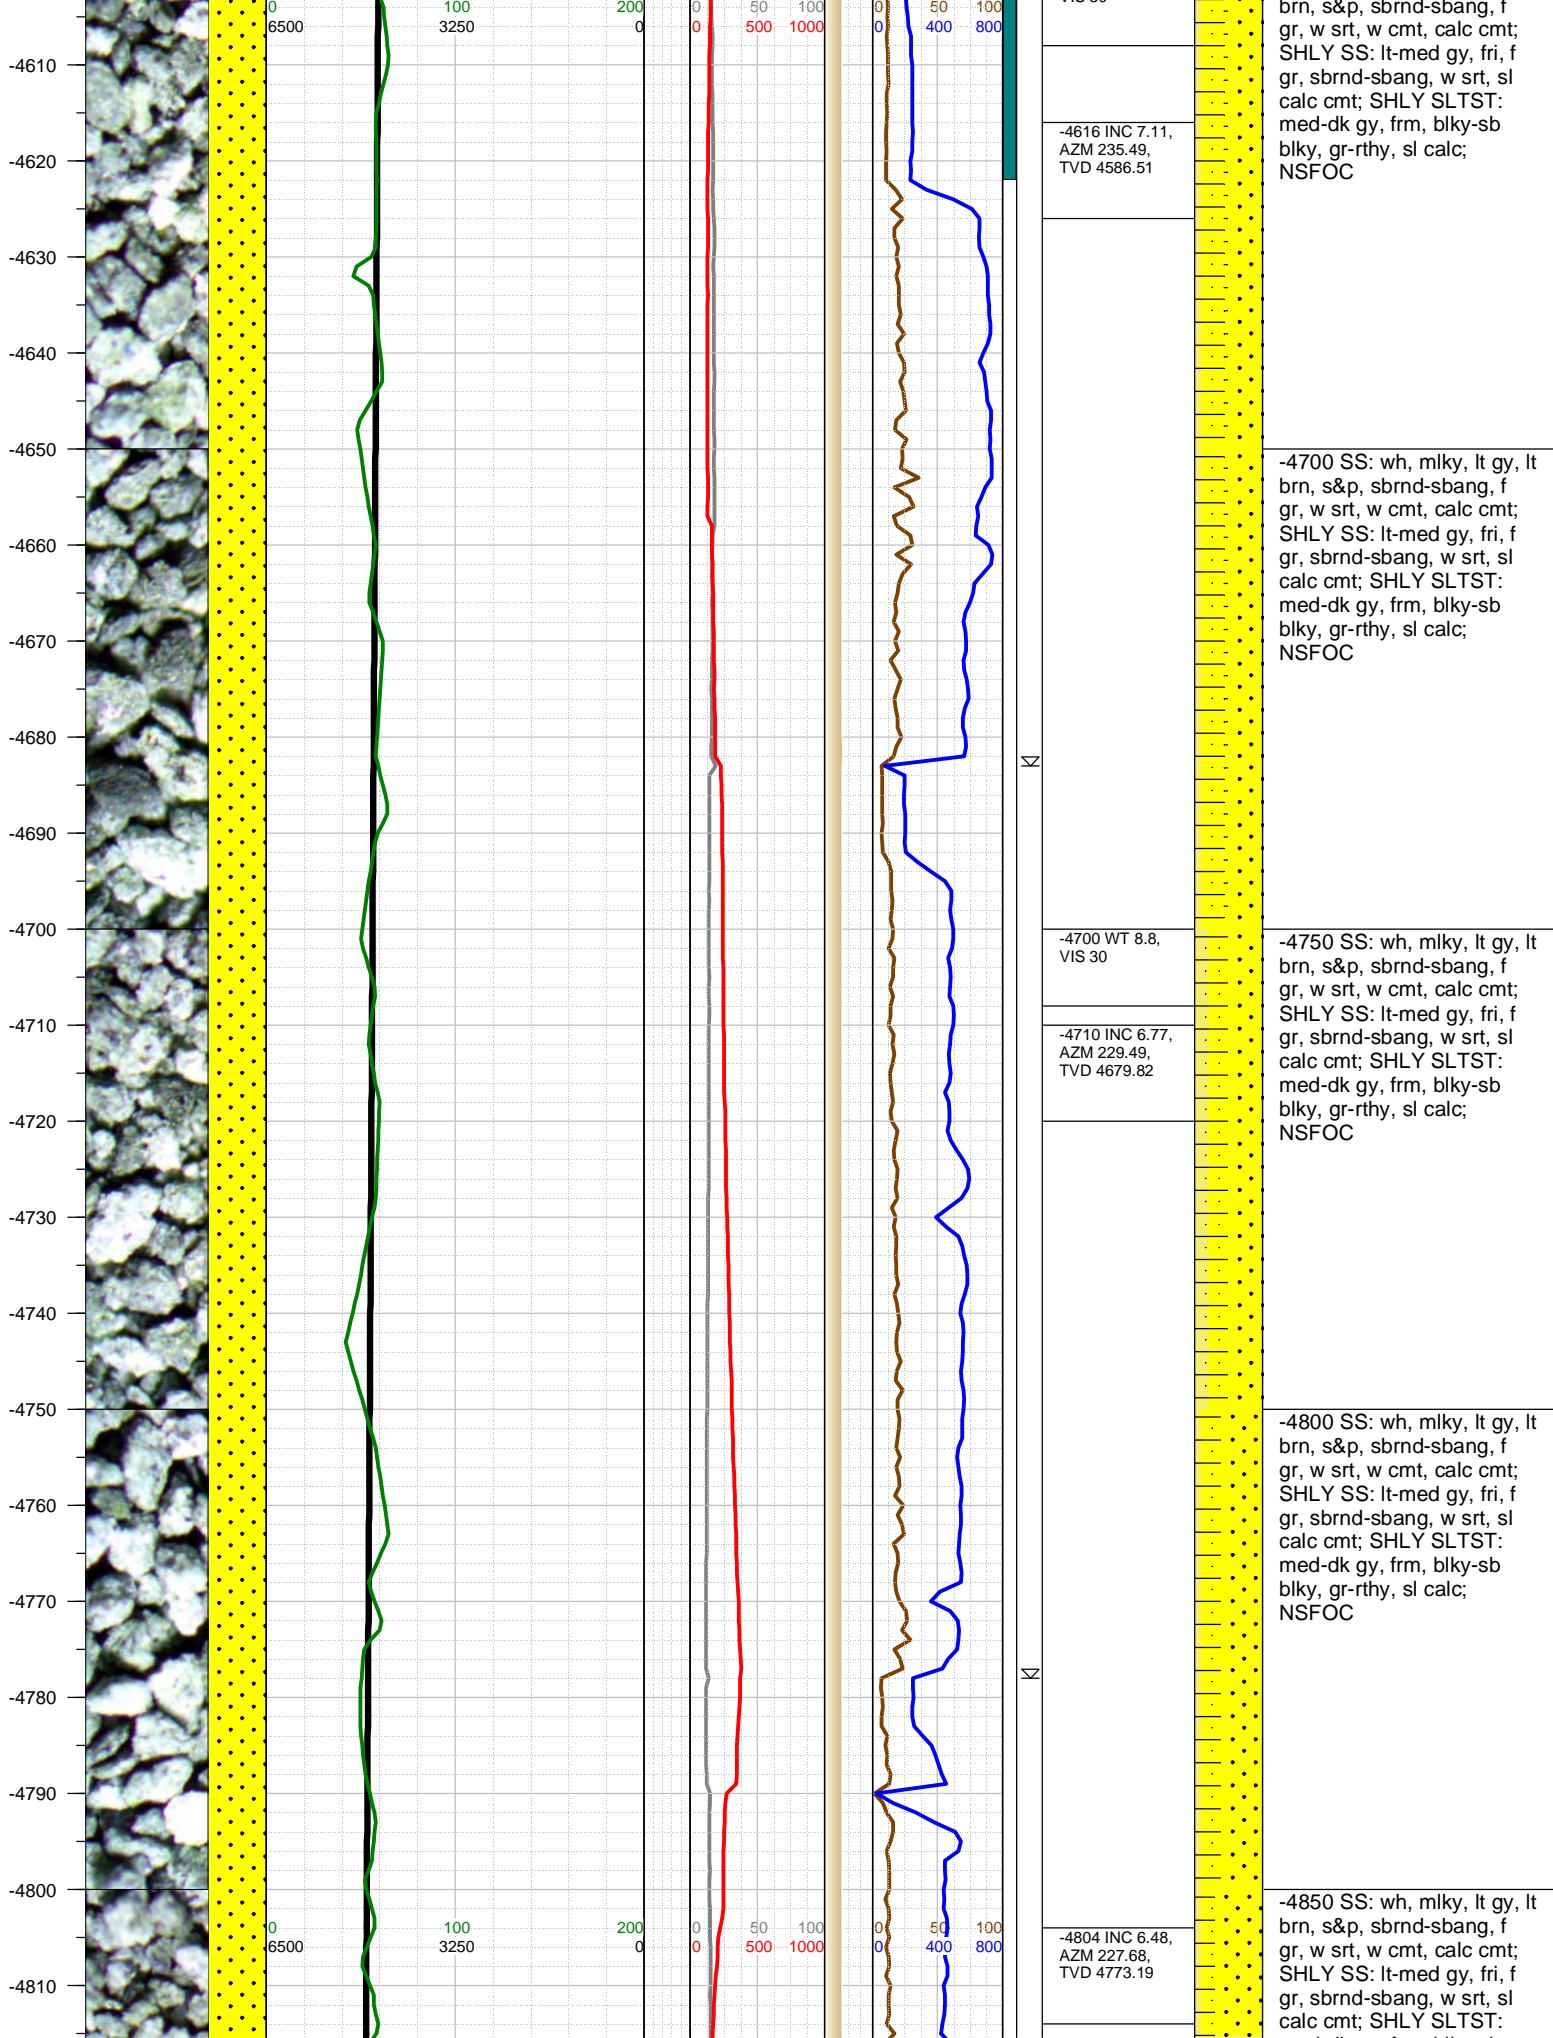 0 100 200 0 50 100 0 50 100
6500 3250 0 0 500 1000 0 400 800
brn, s&p, sbrnd-sbang, f
gr, w srt, w cmt, calc cmt;
SHLY SS: lt-med gy, fri, f
gr, sbrnd-sbang, w srt, sl
calc cmt; SHLY SLTST:
med-dk gy, frm, blky-sb
blky, gr-rthy, sl calc;
NSFOC
-4610
-4616 INC 7.11,
AZM 235.49,
TVD 4586.51
-4620
-4630
-4640
-4650
-4700 SS: wh, mlky, lt gy, lt
brn, s&p, sbrnd-sbang, f
gr, w srt, w cmt, calc cmt;
SHLY SS: lt-med gy, fri, f
gr, sbrnd-sbang, w srt, sl
calc cmt; SHLY SLTST:
med-dk gy, frm, blky-sb
blky, gr-rthy, sl calc;
NSFOC
-4660
-4670
-4680
-4690
-4700
-4700 WT 8.8,
VIS 30
-4750 SS: wh, mlky, lt gy, lt
brn, s&p, sbrnd-sbang, f
gr, w srt, w cmt, calc cmt;
SHLY SS: lt-med gy, fri, f
gr, sbrnd-sbang, w srt, sl
calc cmt; SHLY SLTST:
med-dk gy, frm, blky-sb
blky, gr-rthy, sl calc;
NSFOC
-4710
-4710 INC 6.77,
AZM 229.49,
TVD 4679.82
-4720
-4730
-4740
-4750
-4800 SS: wh, mlky, lt gy, lt
brn, s&p, sbrnd-sbang, f
gr, w srt, w cmt, calc cmt;
SHLY SS: lt-med gy, fri, f
gr, sbrnd-sbang, w srt, sl
calc cmt; SHLY SLTST:
med-dk gy, frm, blky-sb
blky, gr-rthy, sl calc;
NSFOC
-4760
-4770
-4780
-4790
-4800
0 100 200 0 50 100 0 50 100
6500 3250 0 0 500 1000 0 400 800
-4804 INC 6.48,
AZM 227.68,
TVD 4773.19
-4850 SS: wh, mlky, lt gy, lt
brn, s&p, sbrnd-sbang, f
gr, w srt, w cmt, calc cmt;
SHLY SS: lt-med gy, fri, f
gr, sbrnd-sbang, w srt, sl
calc cmt; SHLY SLTST:
-4810